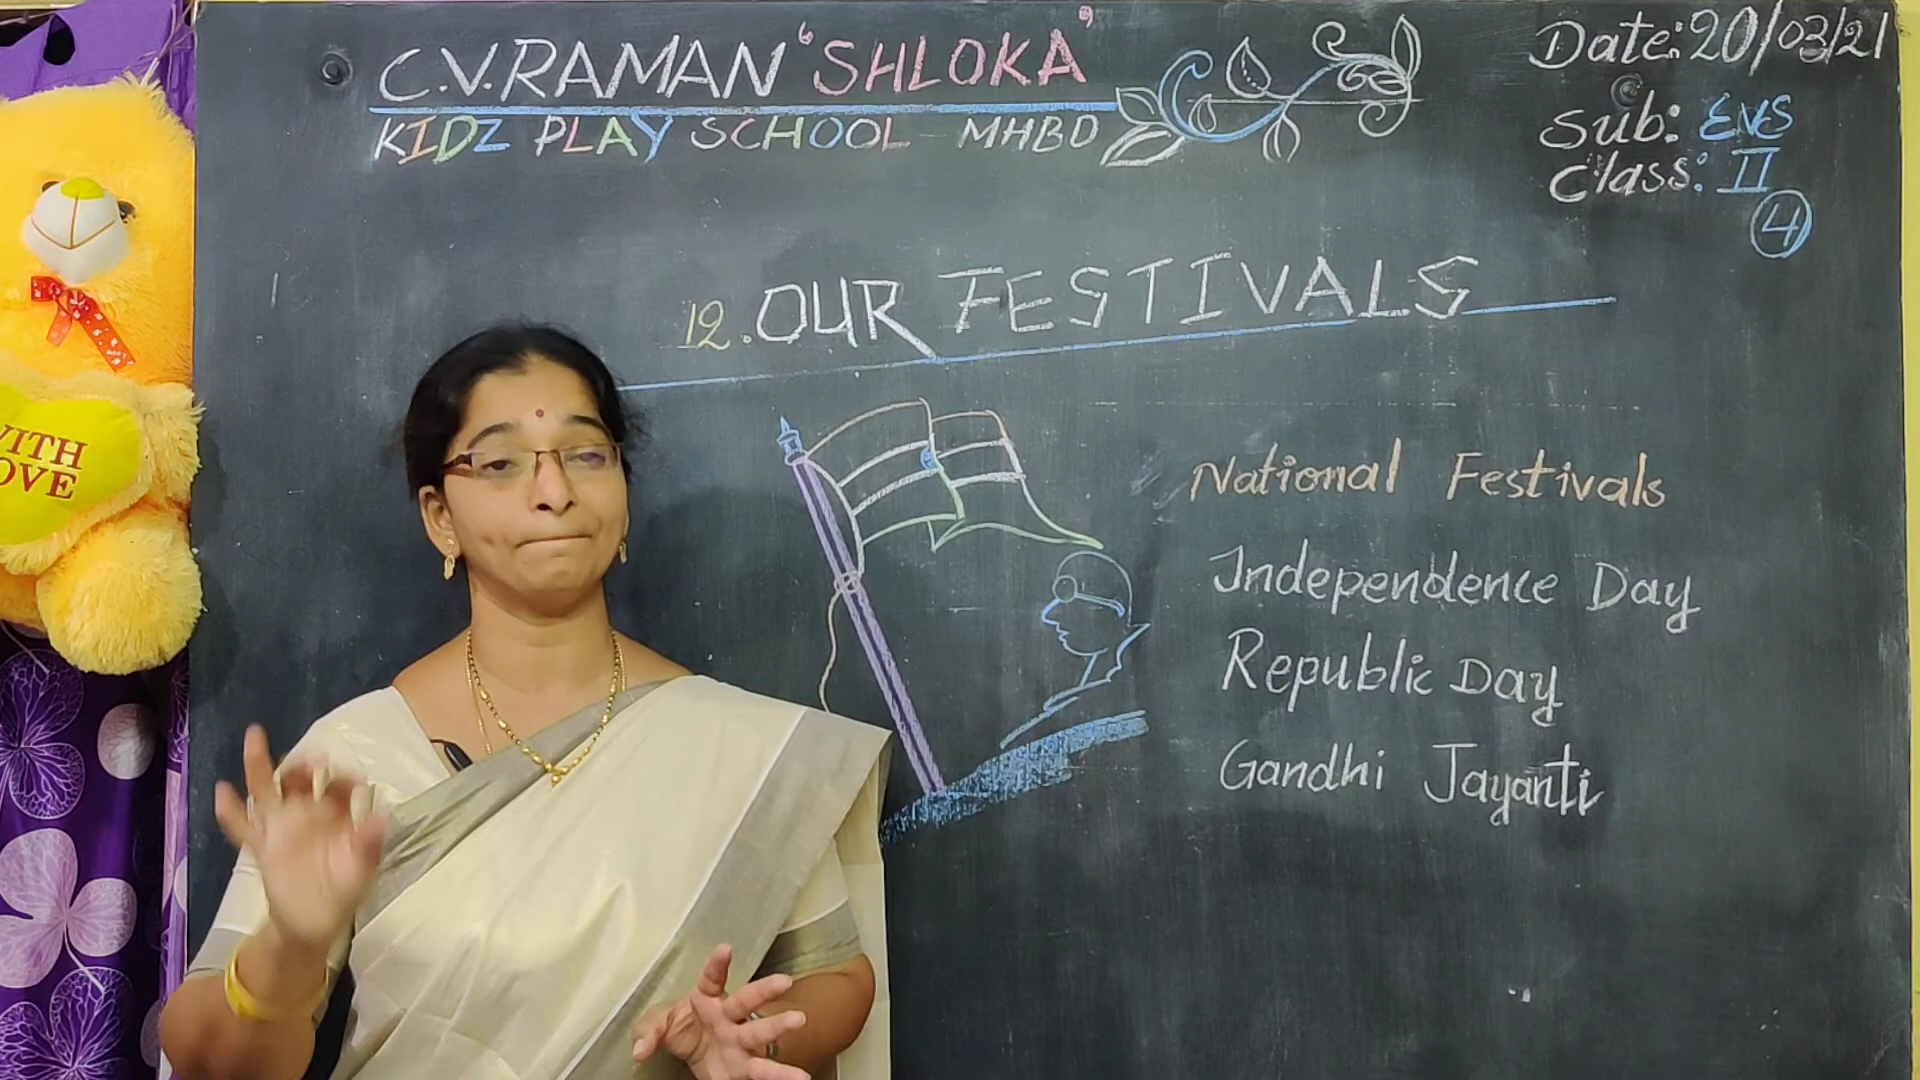 C.V.RAMAN "SHLOKA"
KIDZ PLAY SCHOOL MHBD
Date: 20/03/21
Sub: EVS
Class: II
4
12. OUR FESTIVALS
National Festivals
Independence Day
Republic Day
Gandhi Jayanti
WITH
LOVE